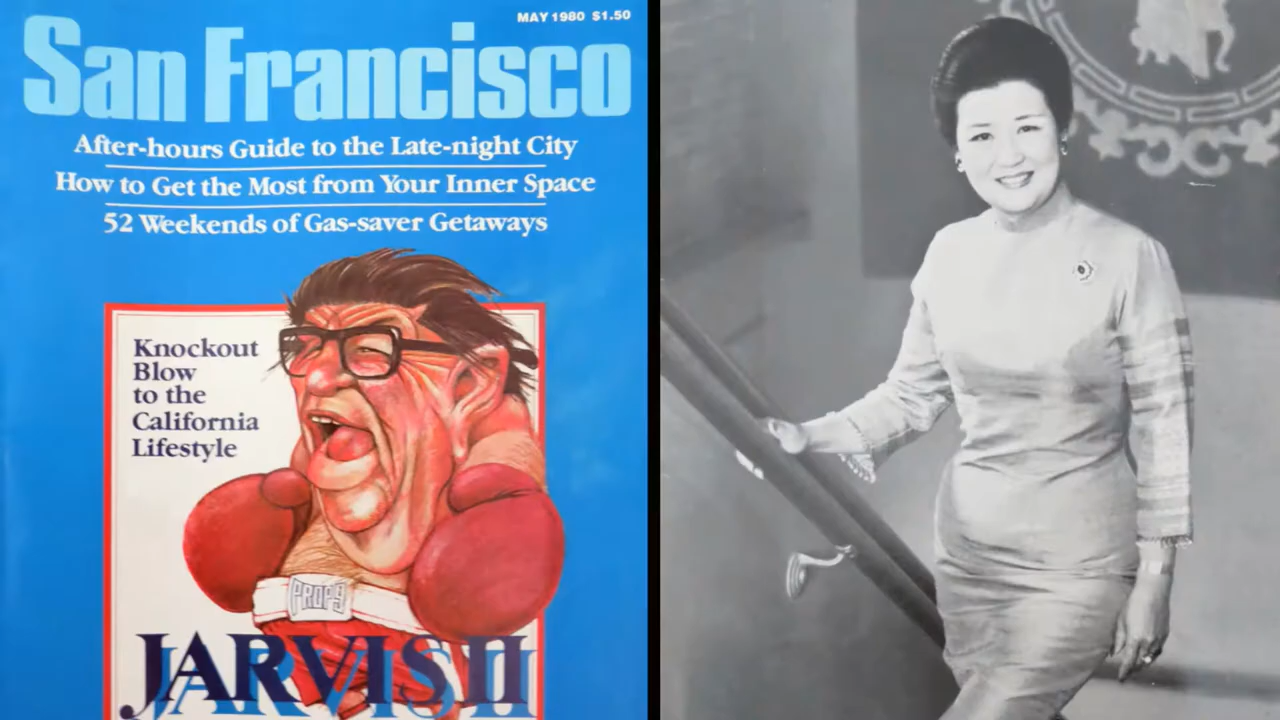 MAY 1980 $1.50
San Francisco
After-hours Guide to the Late-night City
How to Get the Most from Your Inner Space
52 Weekends of Gas-saver Getaways
Knockout
Blow
to the
California
Lifestyle
PROP 9
JARVIS II